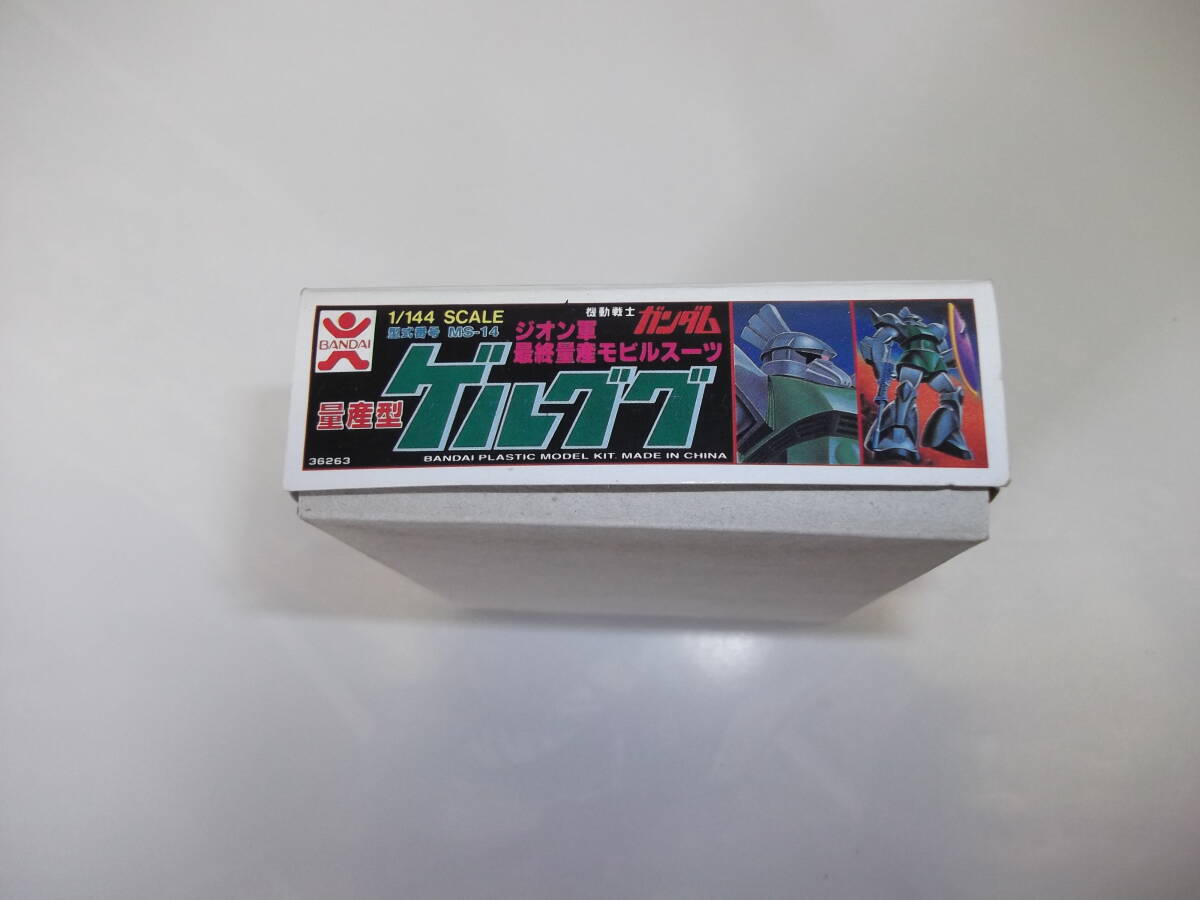 BANDAI
1/144 SCALE
型式番号 MS-14
機動戦士 ガンダム
ジオン軍
最終量産モビルスーツ
量産型
ゲルググ
36263
BANDAI PLASTIC MODEL KIT. MADE IN CHINA